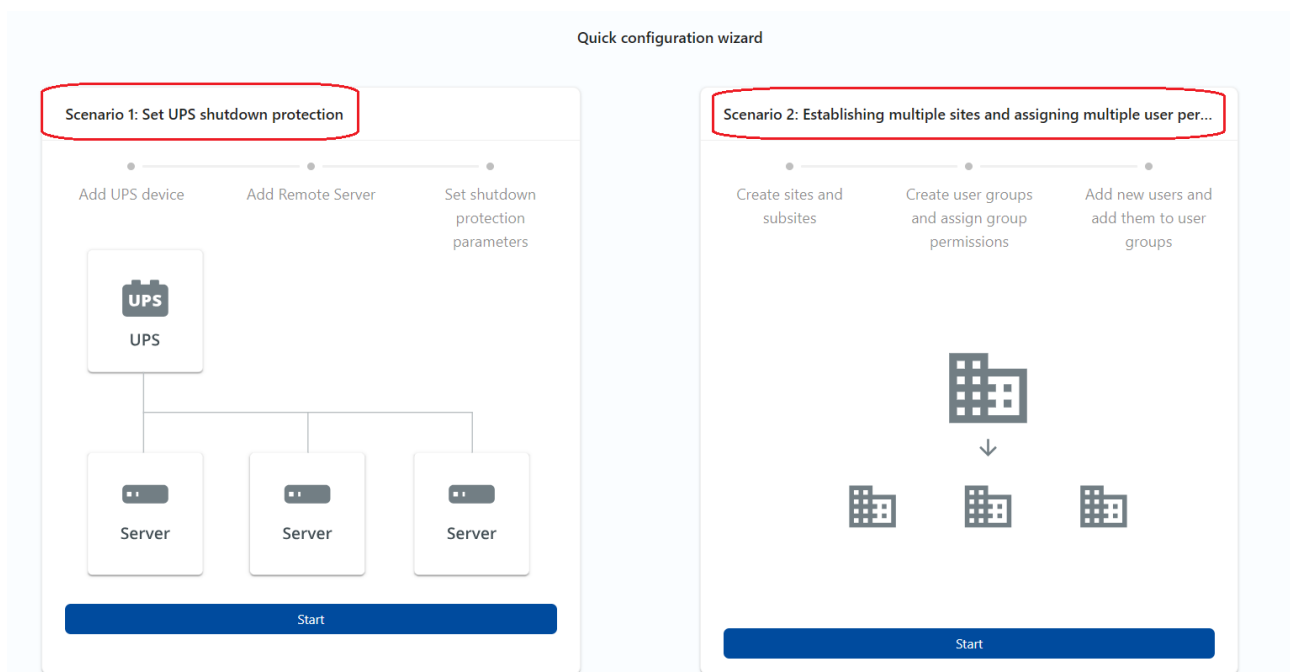 Quick configuration wizard
Scenario 1: Set UPS shutdown protection
Add UPS device
Add Remote Server
Set shutdown
protection
parameters
UPS
UPS
Server
Server
Server
Start
Scenario 2: Establishing multiple sites and assigning multiple user per...
Create sites and
subsites
Create user groups
and assign group
permissions
Add new users and
add them to user
groups
Start